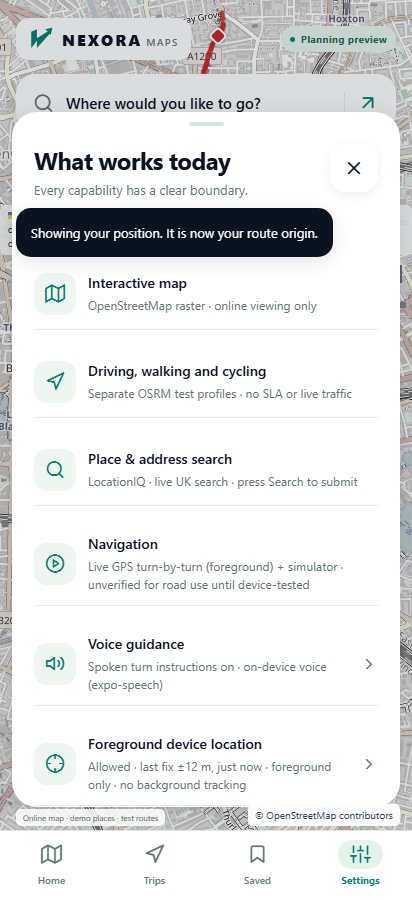 ay Grove
Hoxton
NEXORA MAPS
Planning preview
A1200
Where would you like to go?
What works today
Every capability has a clear boundary.
Showing your position. It is now your route origin.
Interactive map
OpenStreetMap raster · online viewing only
Driving, walking and cycling
Separate OSRM test profiles · no SLA or live traffic
Place & address search
LocationIQ · live UK search · press Search to submit
Navigation
Live GPS turn-by-turn (foreground) + simulator ·
unverified for road use until device-tested
Voice guidance
Spoken turn instructions on · on-device voice
(expo-speech)
Foreground device location
Allowed · last fix ±12 m, just now · foreground
only · no background tracking
Online map · demo places · test routes
© OpenStreetMap contributors
Home
Trips
Saved
Settings